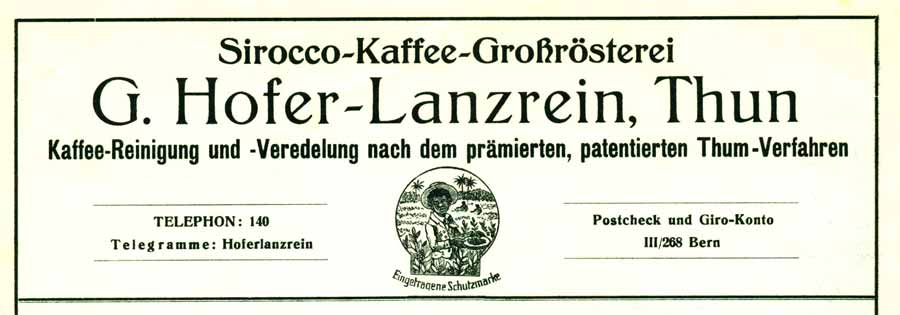 Sirocco-Kaffee-Großrösterei
G. Hofer-Lanzrein, Thun
Kaffee-Reinigung und -Veredelung nach dem prämierten, patentierten Thum-Verfahren
TELEPHON: 140
Telegramme: Hoferlanzrein
Eingetragene Schutzmarke
Postcheck und Giro-Konto
III/268 Bern